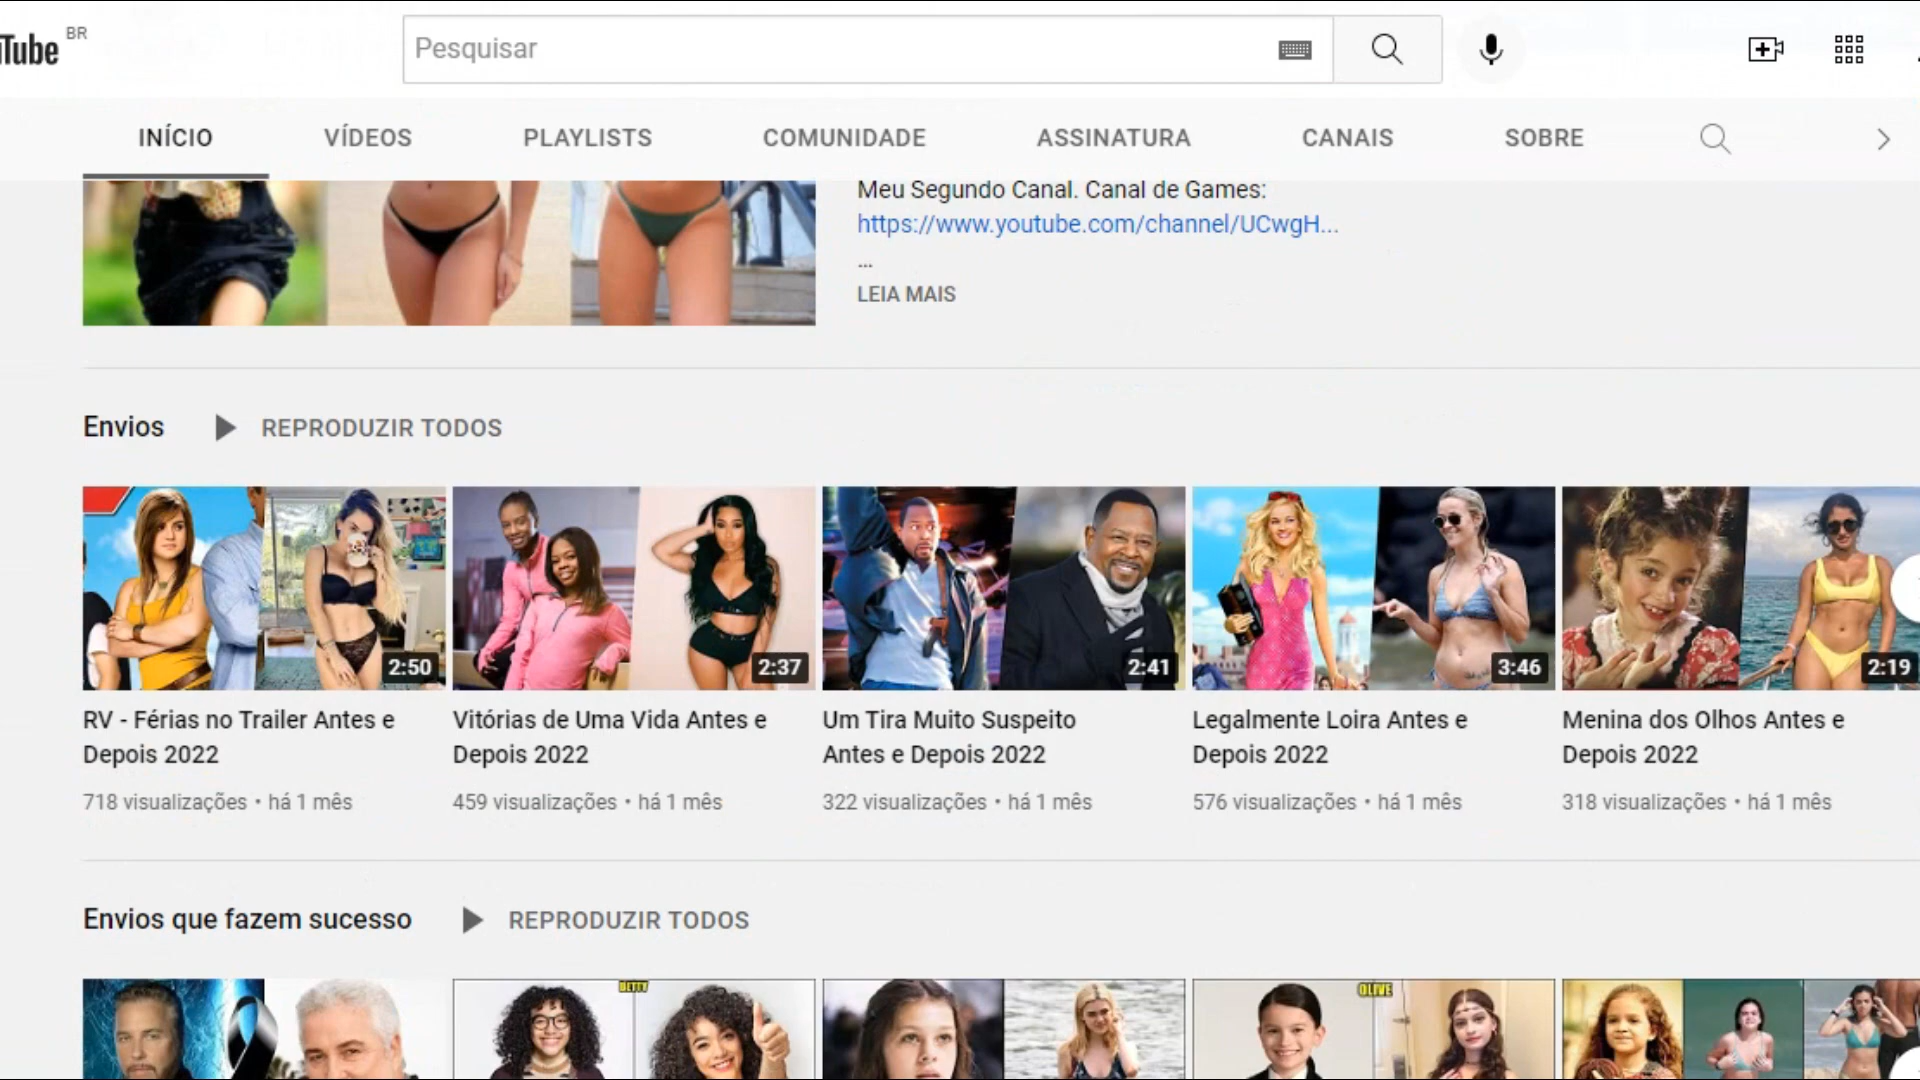 Tube BR
Pesquisar
INÍCIO VÍDEOS PLAYLISTS COMUNIDADE ASSINATURA CANAIS SOBRE
Meu Segundo Canal. Canal de Games:
https://www.youtube.com/channel/UCwgH...
...
LEIA MAIS
Envios REPRODUZIR TODOS
2:50 2:37 2:41 3:46 2:19
RV - Férias no Trailer Antes e
Depois 2022
718 visualizações • há 1 mês
Vitórias de Uma Vida Antes e
Depois 2022
459 visualizações • há 1 mês
Um Tira Muito Suspeito
Antes e Depois 2022
322 visualizações • há 1 mês
Legalmente Loira Antes e
Depois 2022
576 visualizações • há 1 mês
Menina dos Olhos Antes e
Depois 2022
318 visualizações • há 1 mês
Envios que fazem sucesso REPRODUZIR TODOS
BETTY
OLIVE